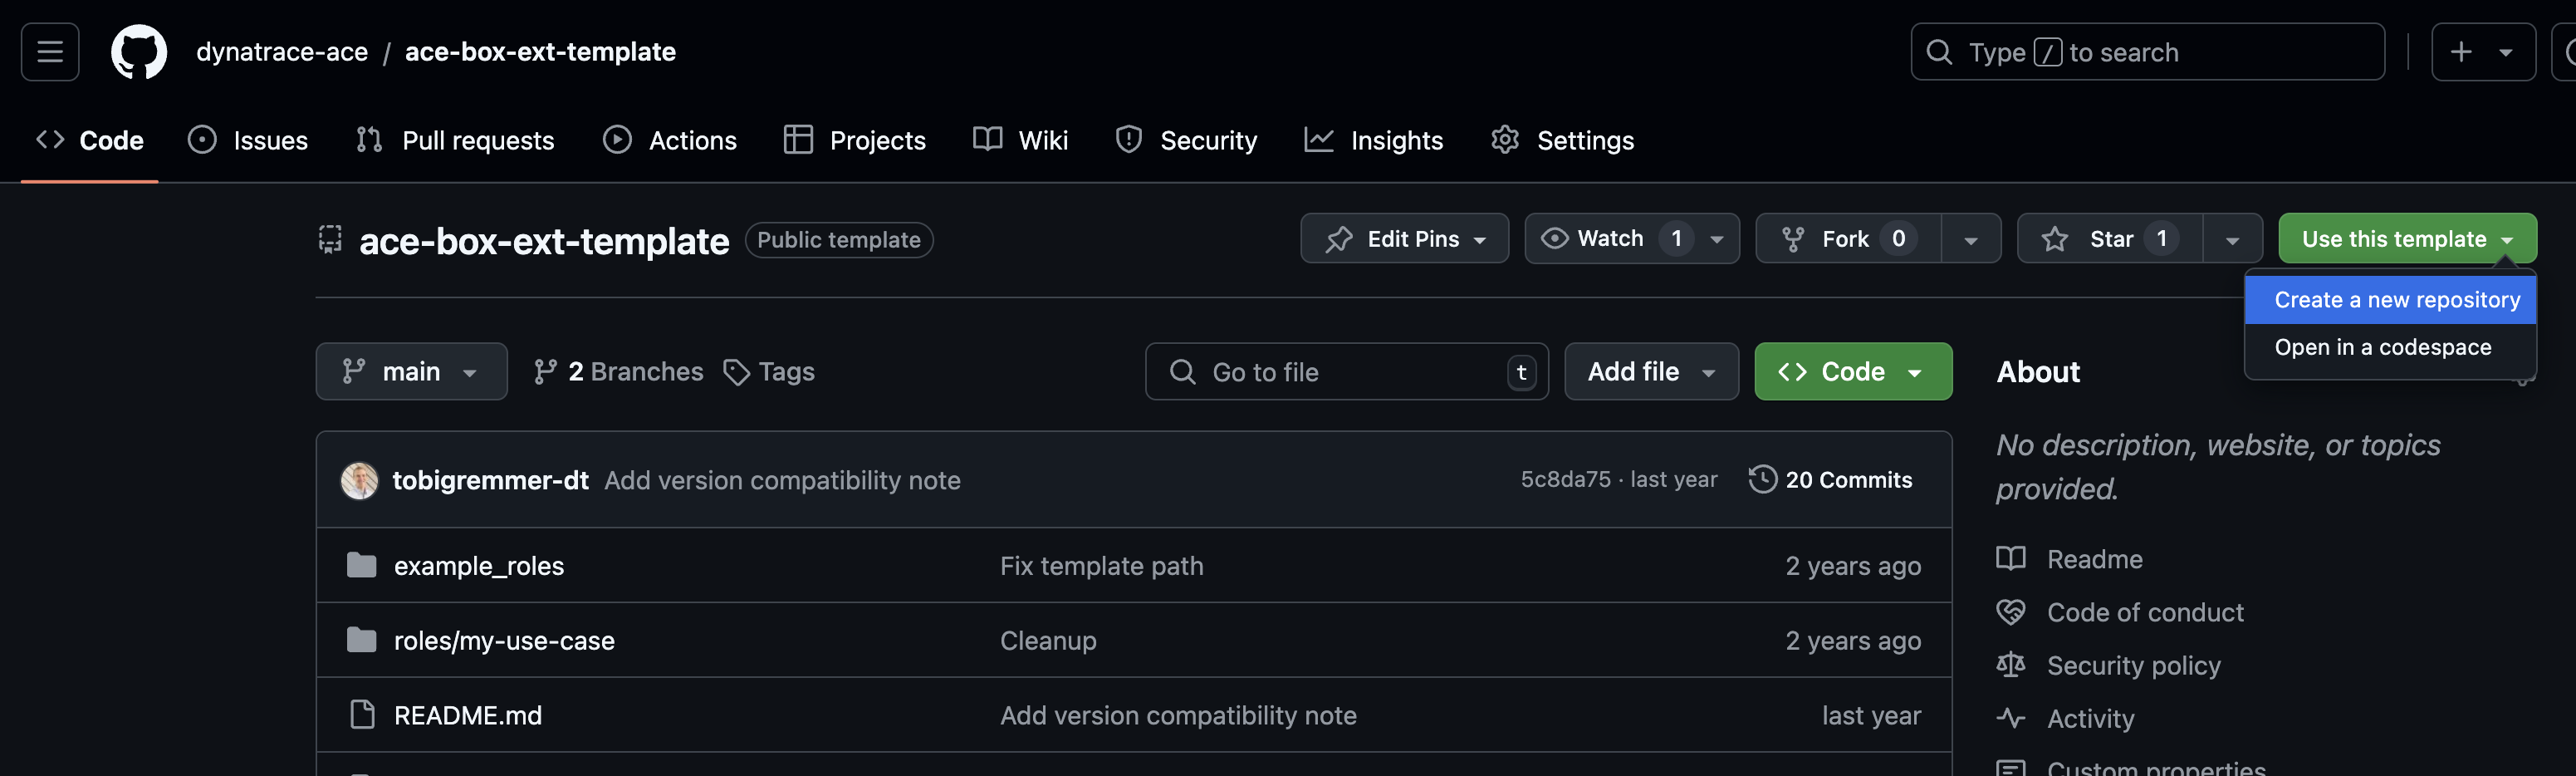 dynatrace-ace / ace-box-ext-template
Type / to search
Code Issues Pull requests Actions Projects Wiki Security Insights Settings
ace-box-ext-template Public template
Edit Pins Watch 1 Fork 0 Star 1 Use this template
Create a new repository
Open in a codespace
main 2 Branches Tags
Go to file t Add file Code
About
No description, website, or topics
provided.
tobigremmer-dt Add version compatibility note 5c8da75 · last year 20 Commits
example_roles Fix template path 2 years ago
roles/my-use-case Cleanup 2 years ago
README.md Add version compatibility note last year
Readme
Code of conduct
Security policy
Activity
Custom properties